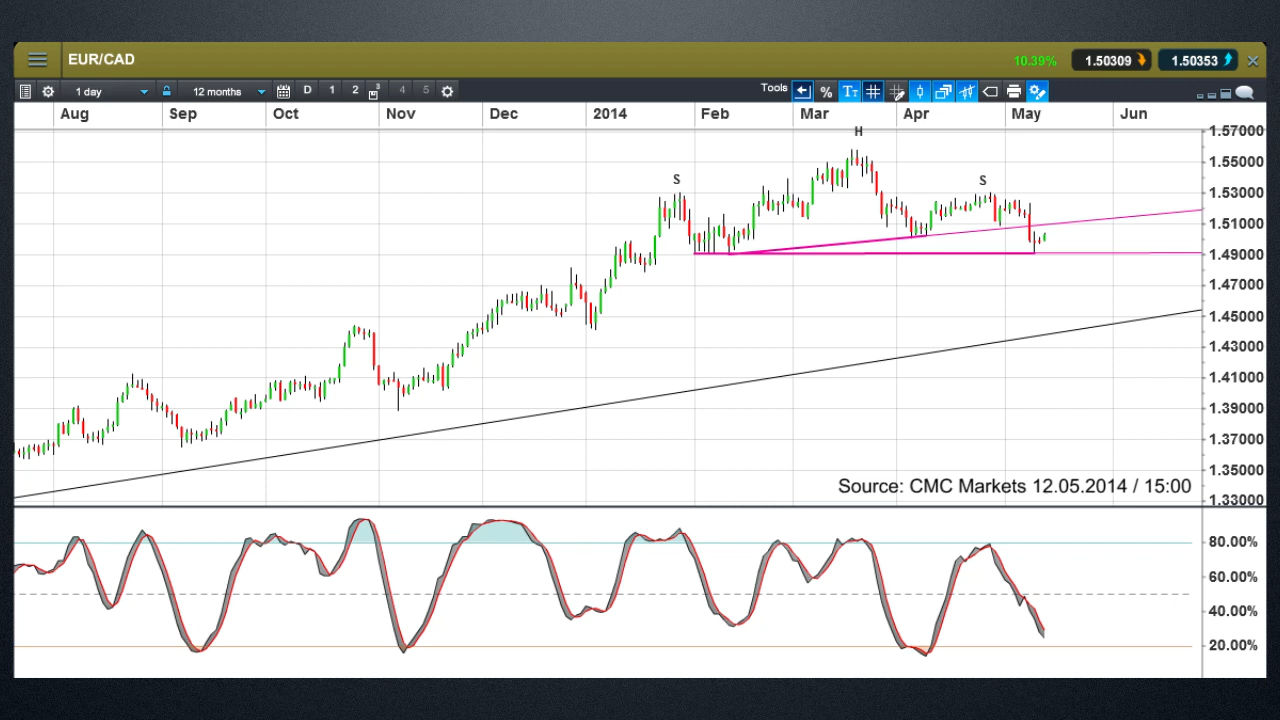 EUR/CAD 10.39% 1.50309 1.50353
1 day 12 months D 1 2 3 4 5 Tools %
Aug Sep Oct Nov Dec 2014 Feb Mar Apr May Jun
H
S
S
1.57000
1.55000
1.53000
1.51000
1.49000
1.47000
1.45000
1.43000
1.41000
1.39000
1.37000
1.35000
1.33000
Source: CMC Markets 12.05.2014 / 15:00
80.00%
60.00%
40.00%
20.00%